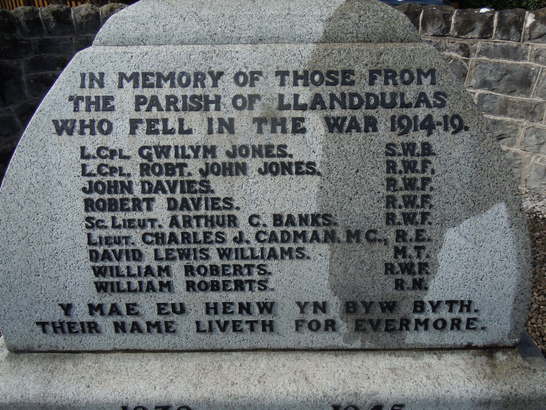 IN MEMORY OF THOSE FROM
THE PARISH OF LLANDDULAS
WHO FELL IN THE WAR 1914-19.
L.CPL. GWILYM JONES. S.W.B.
L.CPL. ROBT. JOHN JONES. R.W.F.
JOHN DAVIES. R.W.F.
ROBERT DAVIES. R.W.F.
SC. LIEUT. ARTHUR C. BANKS. R.W.F.
LIEUT. CHARLES J. CADMAN. M.C., R.E.
DAVID LEWIS WILLIAMS. M.T.
WILLIAM ROBERTS. R.W.F.
WILLIAM ROBERTS. R.N.
Y MAE EU HENW YN BYW BYTH.
THEIR NAME LIVETH FOR EVERMORE.
1939 1945